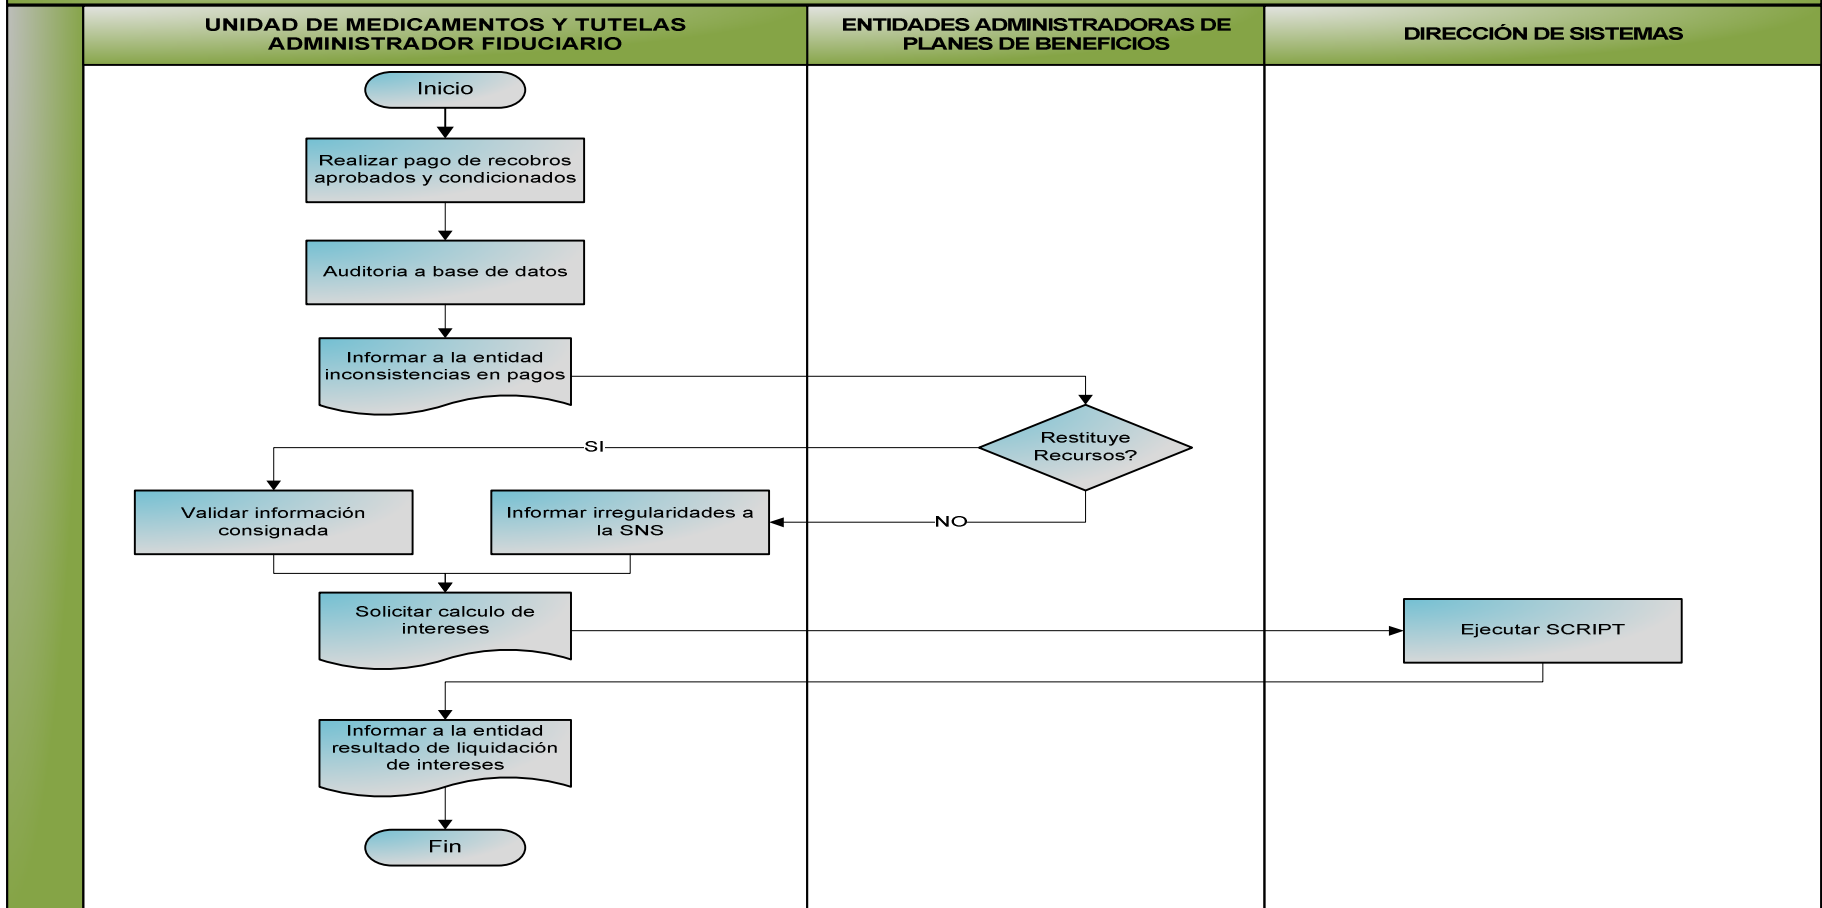 UNIDAD DE MEDICAMENTOS Y TUTELAS
ADMINISTRADOR FIDUCIARIO
ENTIDADES ADMINISTRADORAS DE
PLANES DE BENEFICIOS
DIRECCIÓN DE SISTEMAS
Inicio
Realizar pago de recobros
aprobados y condicionados
Auditoria a base de datos
Informar a la entidad
inconsistencias en pagos
Restituye
Recursos?
SI
Validar información
consignada
Informar irregularidades a
la SNS
NO
Solicitar calculo de
intereses
Ejecutar SCRIPT
Informar a la entidad
resultado de liquidación
de intereses
Fin